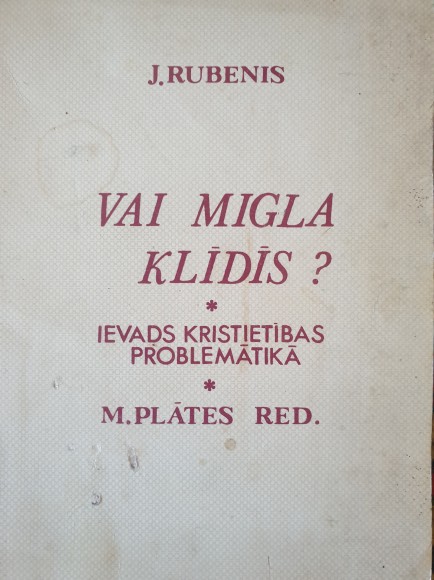 J. RUBENIS
VAI MIGLA
KLĪDĪS ?
*
IEVADS KRISTIETĪBAS
PROBLEMĀTIKĀ
*
M. PLĀTES RED.